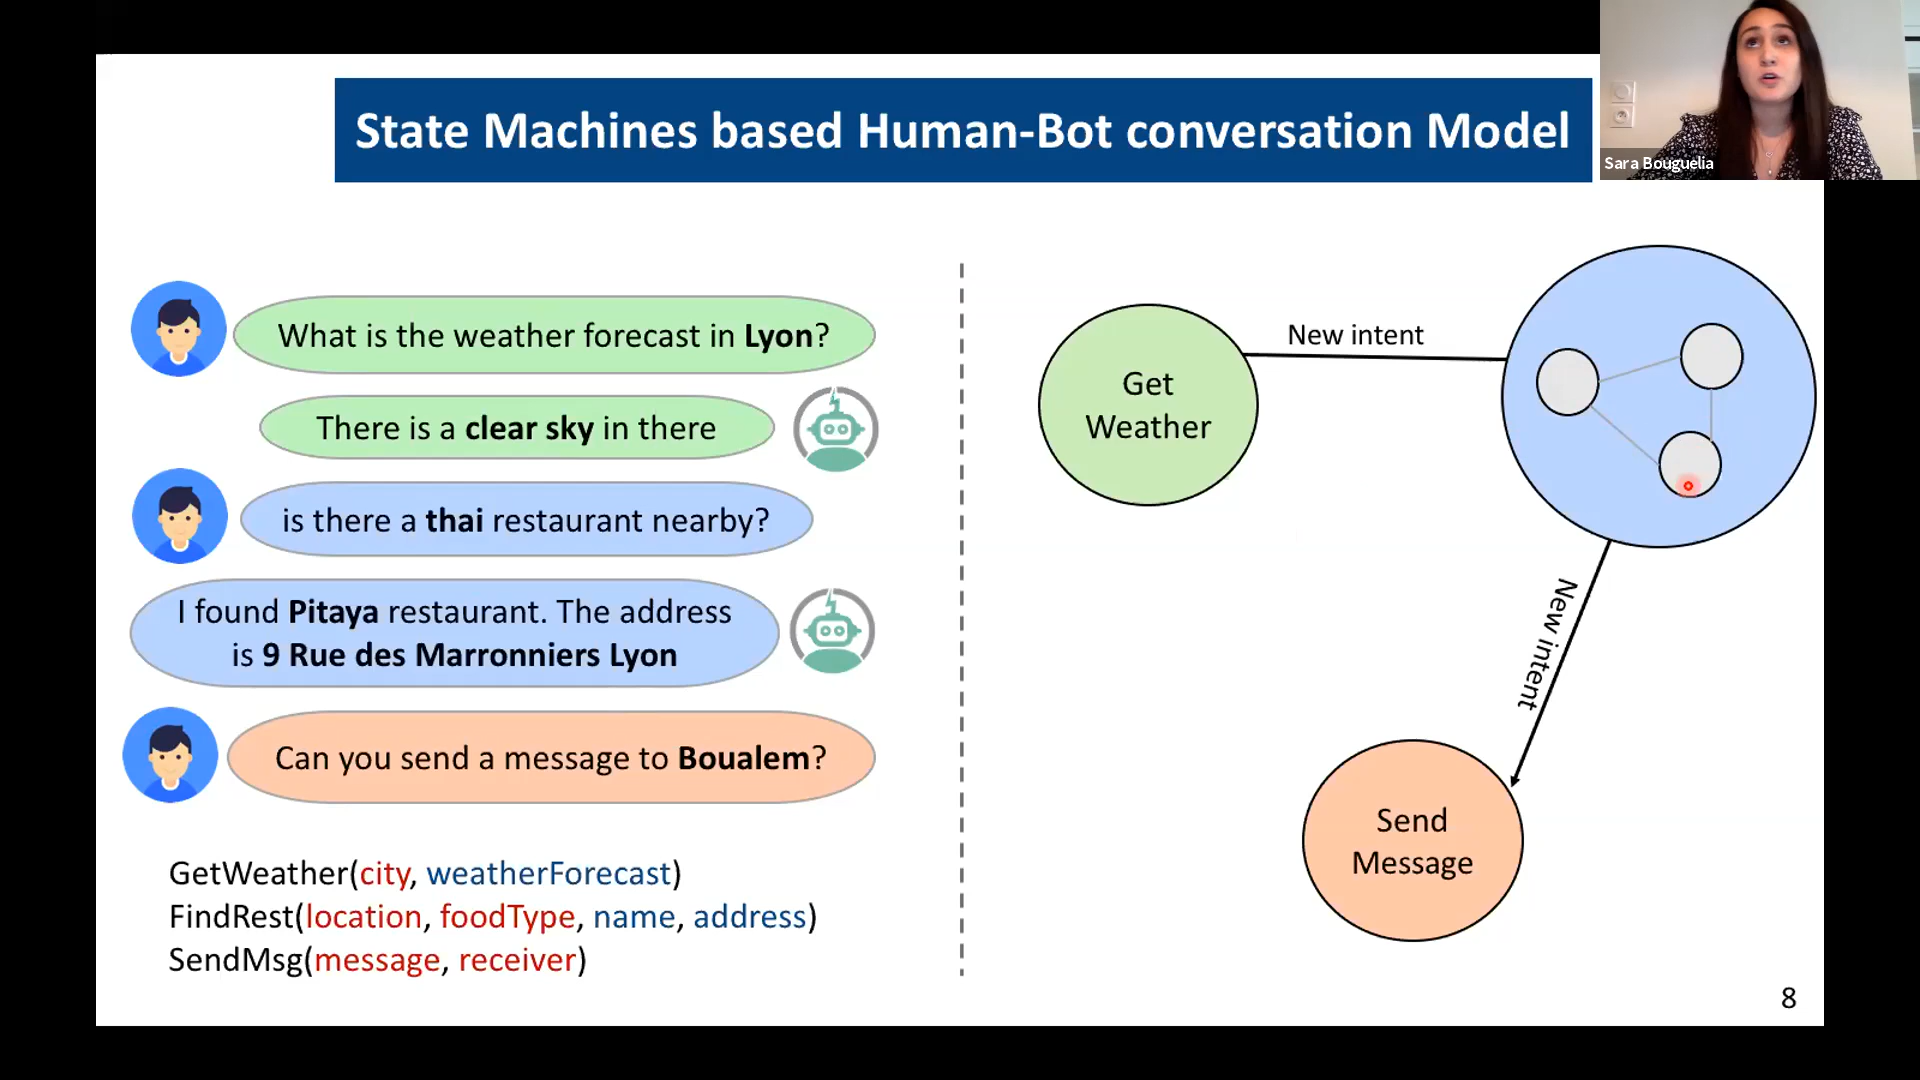 State Machines based Human-Bot conversation Model
Sara Bouguelia
What is the weather forecast in Lyon?
There is a clear sky in there
is there a thai restaurant nearby?
I found Pitaya restaurant. The address
is 9 Rue des Marronniers Lyon
Can you send a message to Boualem?
GetWeather(city, weatherForecast)
FindRest(location, foodType, name, address)
SendMsg(message, receiver)
Get
Weather
New intent
New intent
Send
Message
8